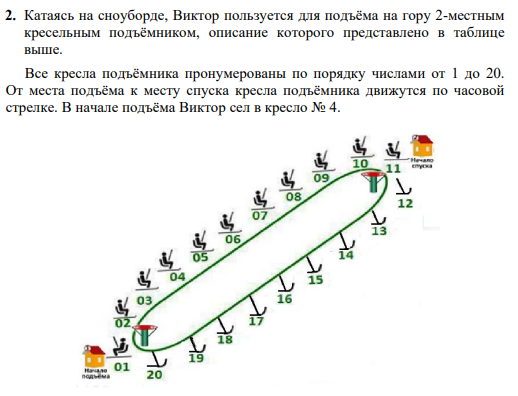 2. Катаясь на сноуборде, Виктор пользуется для подъёма на гору 2-местным
кресельным подъёмником, описание которого представлено в таблице
выше.
Все кресла подъёмника пронумерованы по порядку числами от 1 до 20.
От места подъёма к месту спуска кресла подъёмника движутся по часовой
стрелке. В начале подъёма Виктор сел в кресло № 4.
Начало
спуска
11
10
09
08
07
06
05
04
03
02
01
12
13
14
15
16
17
18
19
20
Начало
подъёма